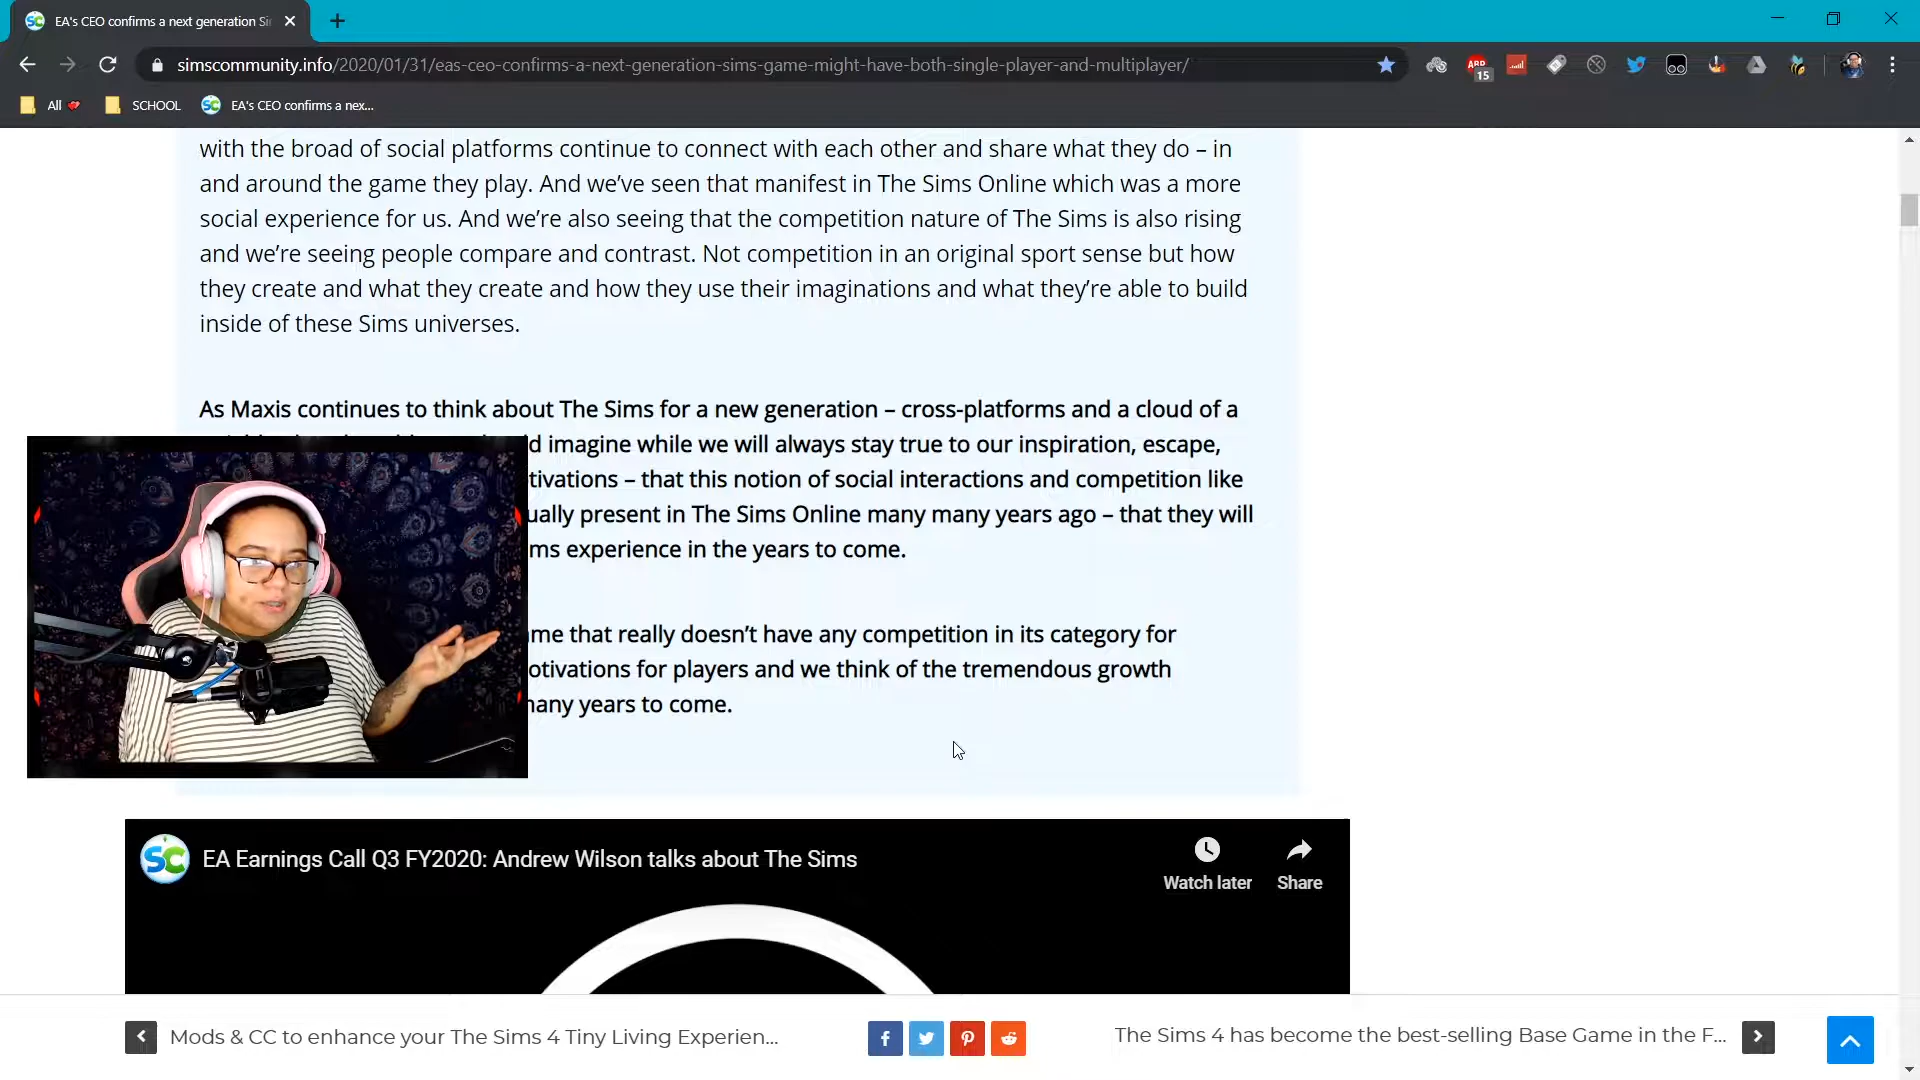 EA's CEO confirms a next generation Si
simscommunity.info/2020/01/31/eas-ceo-confirms-a-next-generation-sims-game-might-have-both-single-player-and-multiplayer/
ABP
15
All
SCHOOL
SC
EA's CEO confirms a nex...
with the broad of social platforms continue to connect with each other and share what they do – in
and around the game they play. And we've seen that manifest in The Sims Online which was a more
social experience for us. And we're also seeing that the competition nature of The Sims is also rising
and we're seeing people compare and contrast. Not competition in an original sport sense but how
they create and what they create and how they use their imaginations and what they're able to build
inside of these Sims universes.
As Maxis continues to think about The Sims for a new generation – cross-platforms and a cloud of a
imagine while we will always stay true to our inspiration, escape,
– that this notion of social interactions and competition like
present in The Sims Online many many years ago – that they will
experience in the years to come.
that really doesn't have any competition in its category for
for players and we think of the tremendous growth
years to come.
SC
EA Earnings Call Q3 FY2020: Andrew Wilson talks about The Sims
Watch later
Share
Mods & CC to enhance your The Sims 4 Tiny Living Experien...
The Sims 4 has become the best-selling Base Game in the F...